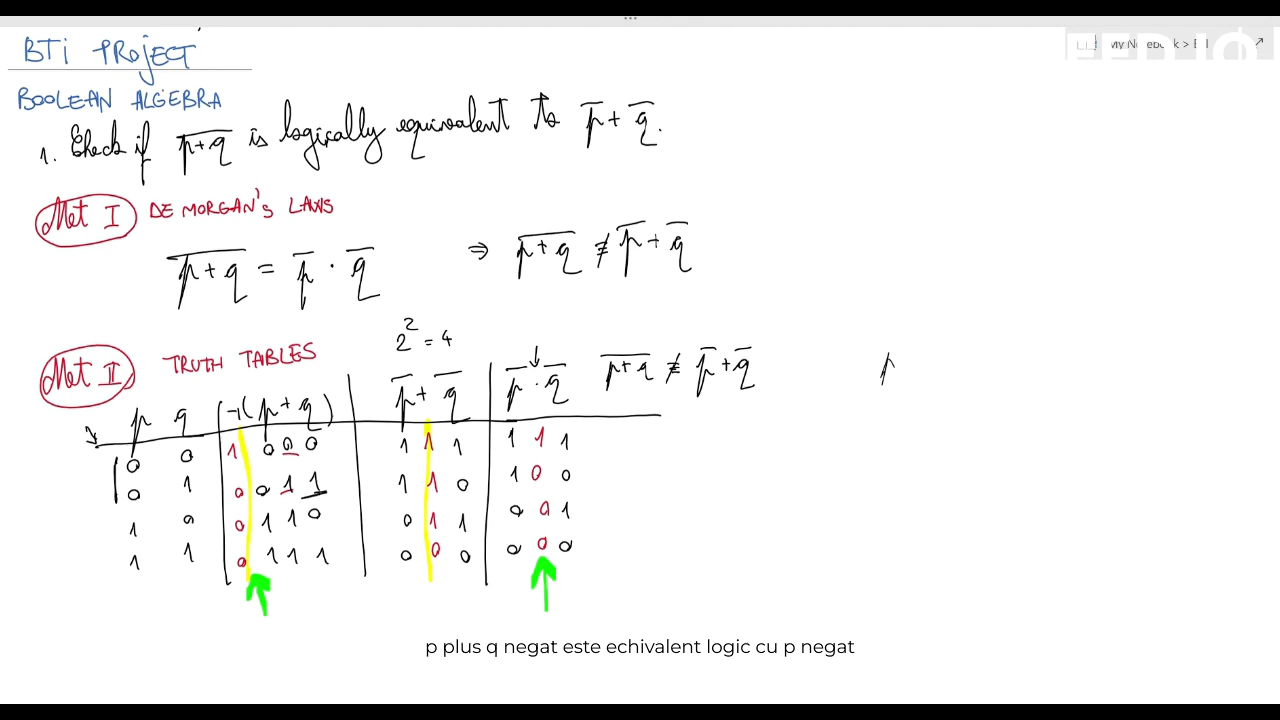 BTi PROJECT
My Notebook > BTI
BOOLEAN ALGEBRA
1. Check if p̅+̅q̅ is logically equivalent to p̅ + q̅.
Met I DE MORGAN'S LAWS
p̅+̅q̅ = p̅ · q̅ ⇒ p̅+̅q̅ ≢ p̅ + q̅
Met II TRUTH TABLES 2² = 4
p q ¬(p + q) p̅ + q̅ p̅ · q̅ p̅+̅q̅ ≢ p̅ + q̅ p
0 0 1 0 0 0 1 1 1 1 1 1
0 1 0 0 1 1 1 1 0 1 0 0
1 0 0 1 1 0 0 1 1 0 0 1
1 1 0 1 1 1 0 0 0 0 0 0
p plus q negat este echivalent logic cu p negat